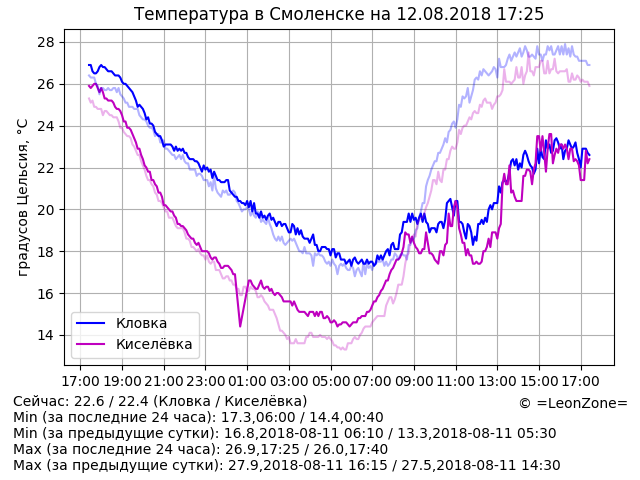 Температура в Смоленске на 12.08.2018 17:25
градусов Цельсия, °C
28
26
24
22
20
18
16
14
Кловка
Киселёвка
17:00 19:00 21:00 23:00 01:00 03:00 05:00 07:00 09:00 11:00 13:00 15:00 17:00
Сейчас: 22.6 / 22.4 (Кловка / Киселёвка)
© =LeonZone=
Min (за последние 24 часа): 17.3,06:00 / 14.4,00:40
Min (за предыдущие сутки): 16.8,2018-08-11 06:10 / 13.3,2018-08-11 05:30
Max (за последние 24 часа): 26.9,17:25 / 26.0,17:40
Max (за предыдущие сутки): 27.9,2018-08-11 16:15 / 27.5,2018-08-11 14:30